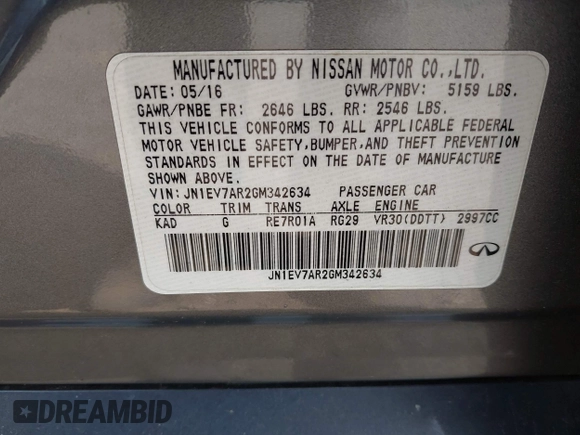 MANUFACTURED BY NISSAN MOTOR CO.,LTD.
DATE: 05/16 GVWR/PNBV: 5159 LBS.
GAWR/PNBE FR: 2646 LBS. RR: 2546 LBS.
THIS VEHICLE CONFORMS TO ALL APPLICABLE FEDERAL
MOTOR VEHICLE SAFETY,BUMPER,AND THEFT PREVENTION
STANDARDS IN EFFECT ON THE DATE OF MANUFACTURE
SHOWN ABOVE.
VIN: JN1EV7AR2GM342634 PASSENGER CAR
COLOR TRIM TRANS AXLE ENGINE
KAD G RE7R01A RG29 VR30(DDTT) 2997CC
JN1EV7AR2GM342634
DREAMBID